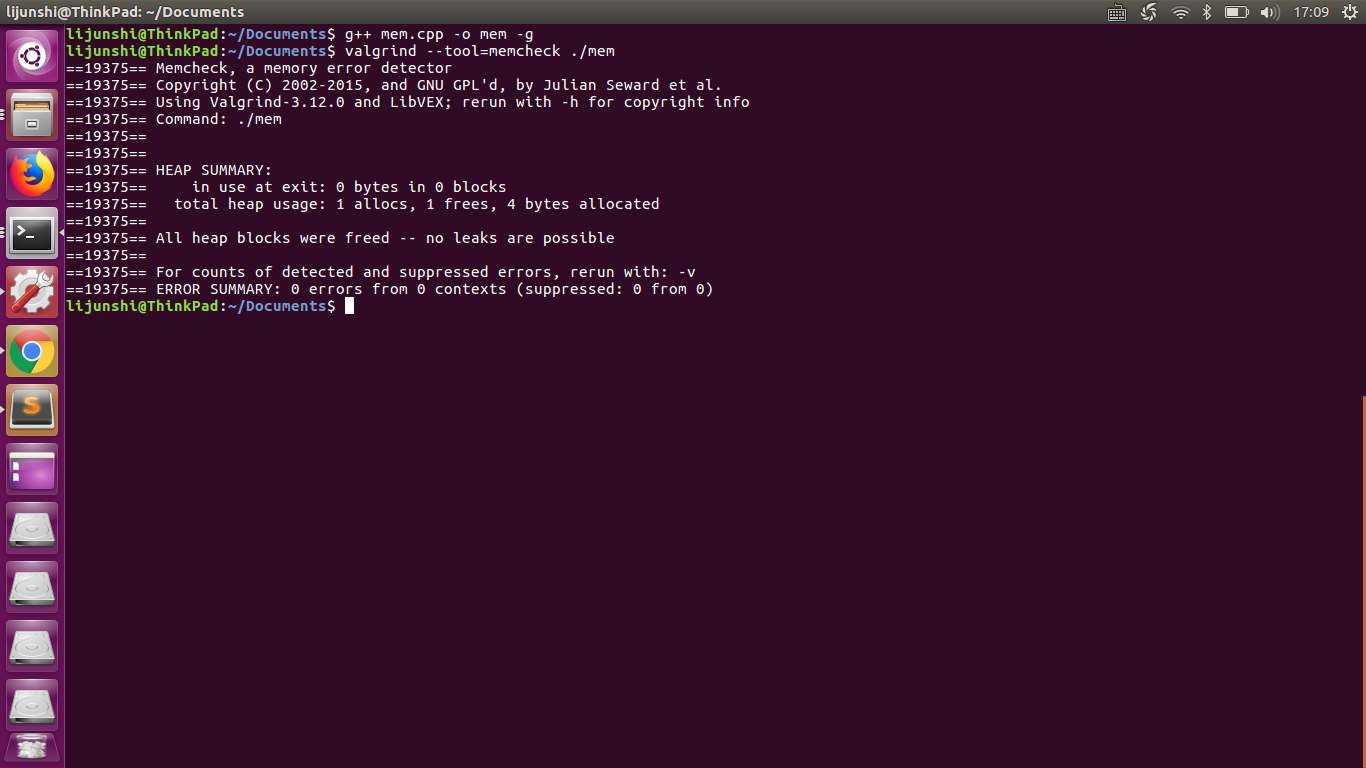 lijunshi@ThinkPad: ~/Documents
17:09
lijunshi@ThinkPad:~/Documents$ g++ mem.cpp -o mem -g
lijunshi@ThinkPad:~/Documents$ valgrind --tool=memcheck ./mem
==19375== Memcheck, a memory error detector
==19375== Copyright (C) 2002-2015, and GNU GPL'd, by Julian Seward et al.
==19375== Using Valgrind-3.12.0 and LibVEX; rerun with -h for copyright info
==19375== Command: ./mem
==19375==
==19375==
==19375== HEAP SUMMARY:
==19375==     in use at exit: 0 bytes in 0 blocks
==19375==   total heap usage: 1 allocs, 1 frees, 4 bytes allocated
==19375==
==19375== All heap blocks were freed -- no leaks are possible
==19375==
==19375== For counts of detected and suppressed errors, rerun with: -v
==19375== ERROR SUMMARY: 0 errors from 0 contexts (suppressed: 0 from 0)
lijunshi@ThinkPad:~/Documents$